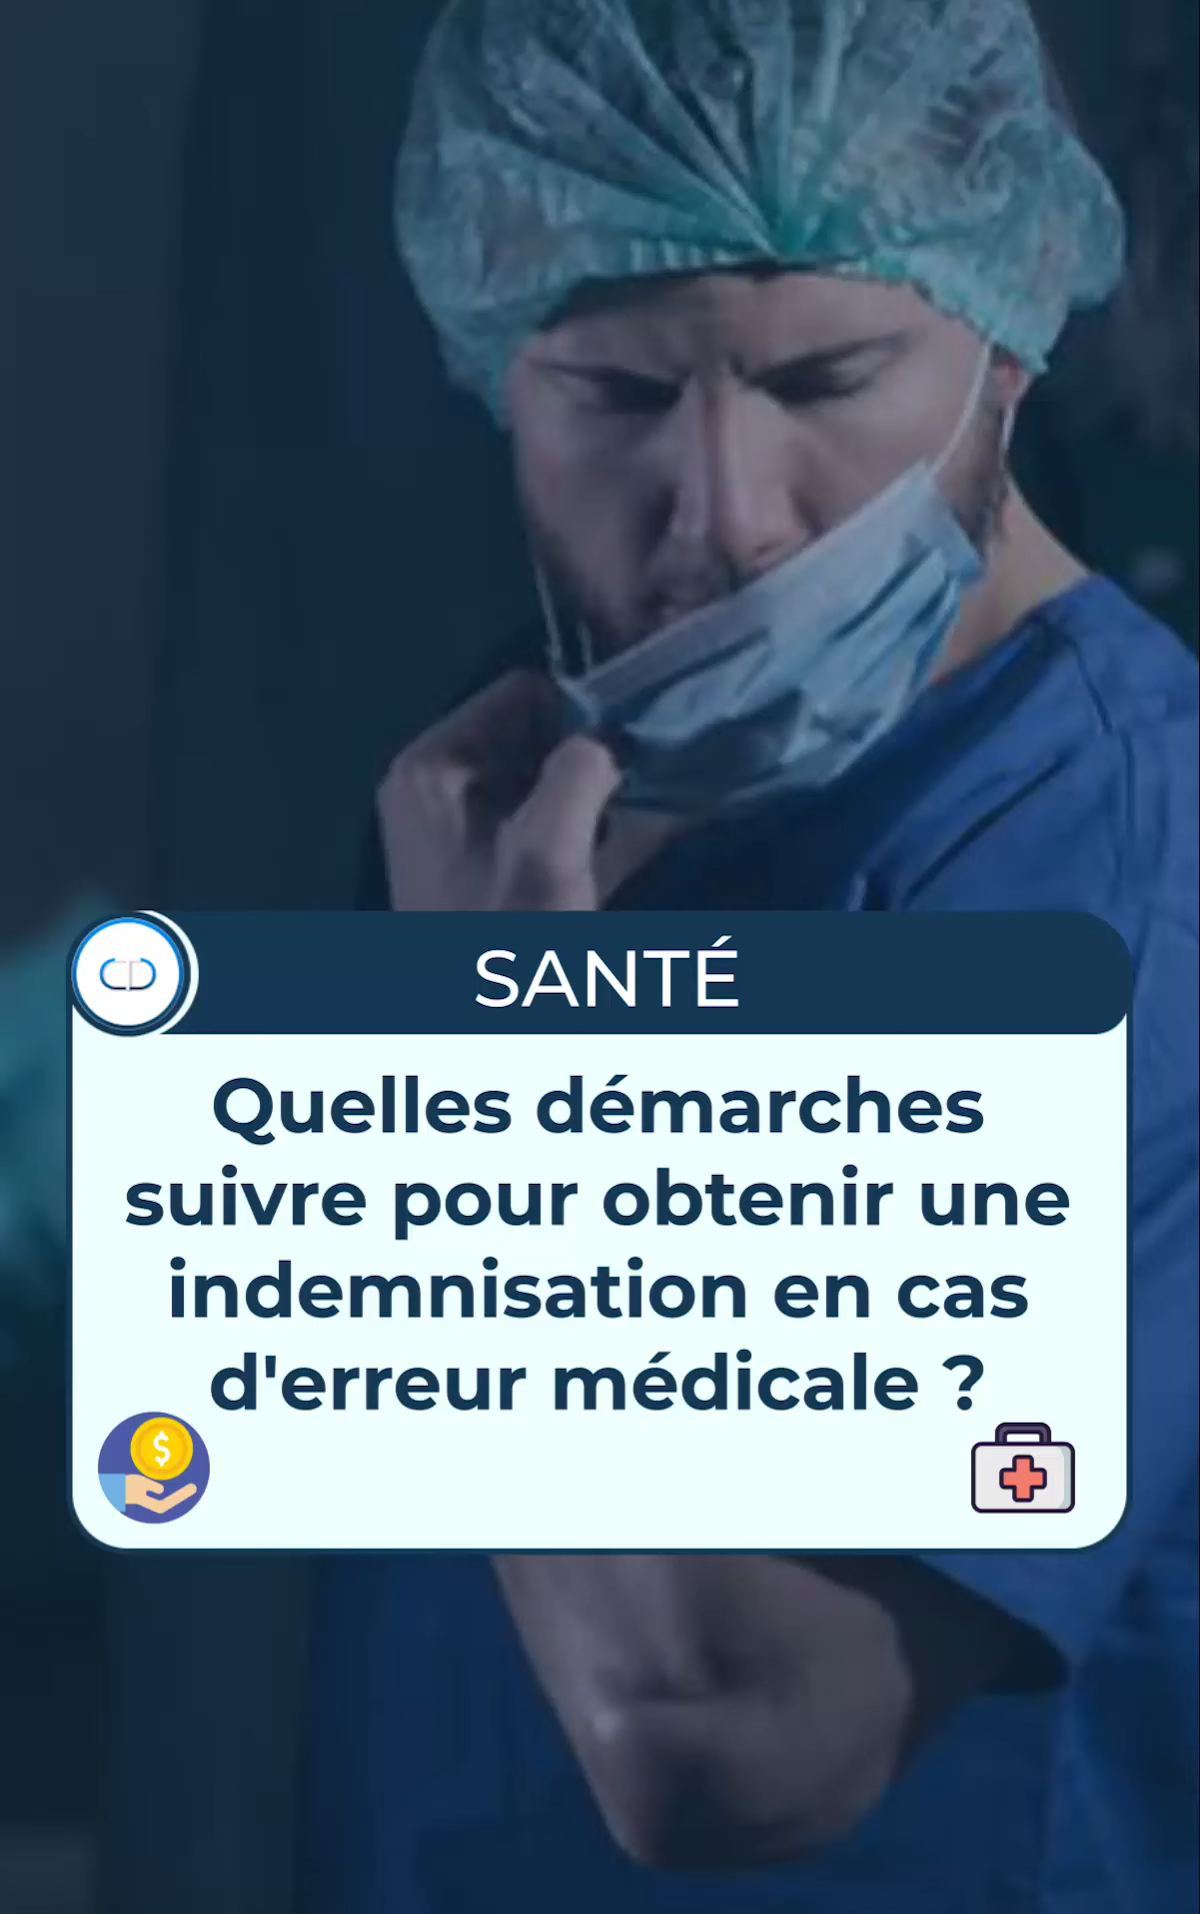 SANTÉ
Quelles démarches
suivre pour obtenir une
indemnisation en cas
d'erreur médicale ?
$